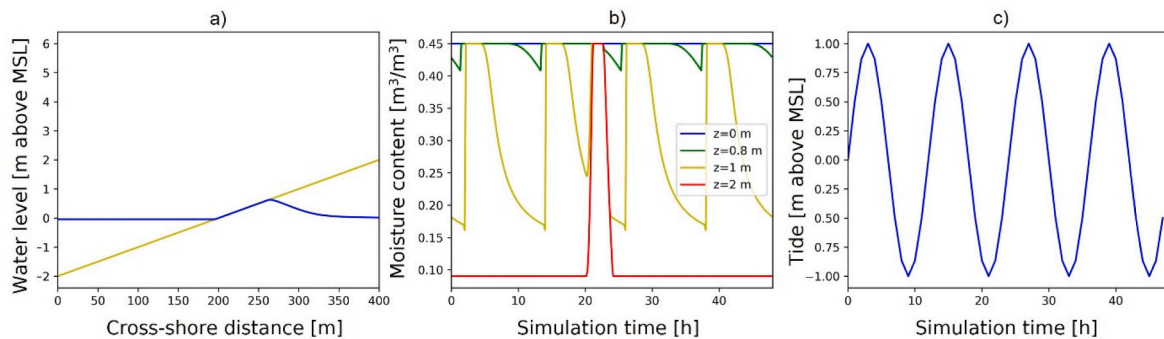 a)
Water level [m above MSL]
6
5
4
3
2
1
0
-1
-2
0 50 100 150 200 250 300 350 400
Cross-shore distance [m]
b)
Moisture content [m³/m³]
0.45
0.40
0.35
0.30
0.25
0.20
0.15
0.10
z=0 m
z=0.8 m
z=1 m
z=2 m
0 20 40
Simulation time [h]
c)
Tide [m above MSL]
1.00
0.75
0.50
0.25
0.00
0.25
0.50
0.75
−1.00
0 20 40
Simulation time [h]